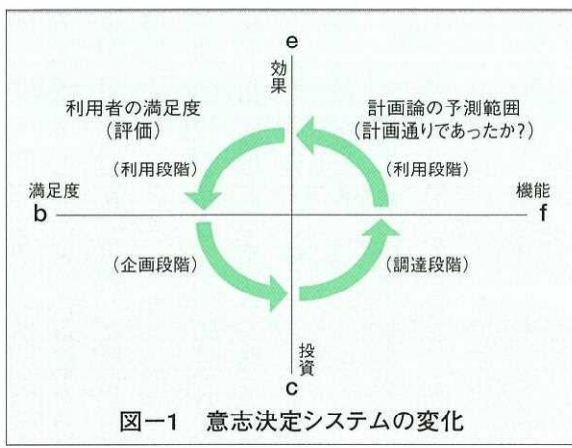 e
効果
利用者の満足度
(評価)
計画論の予測範囲
(計画通りであったか?)
(利用段階)
(利用段階)
満足度
機能
b
f
(企画段階)
(調達段階)
投資
c
図ー1 意志決定システムの変化